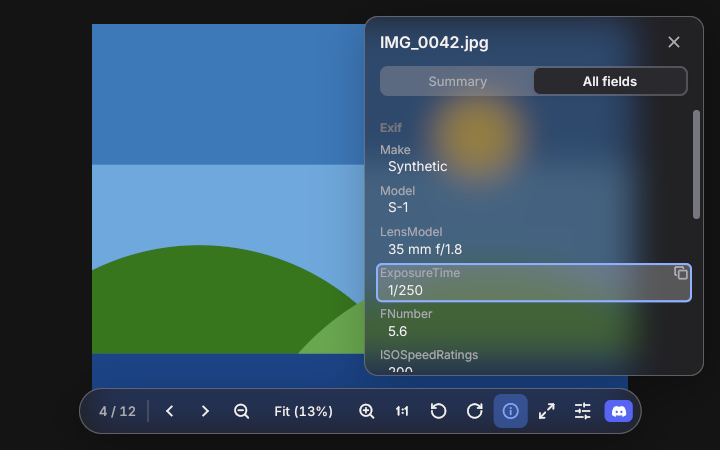 IMG_0042.jpg
Summary All fields
Exif
Make
Synthetic
Model
S-1
LensModel
35 mm f/1.8
ExposureTime
1/250
FNumber
5.6
ISOSpeedRatings
200
4 / 12 Fit (13%) 1:1